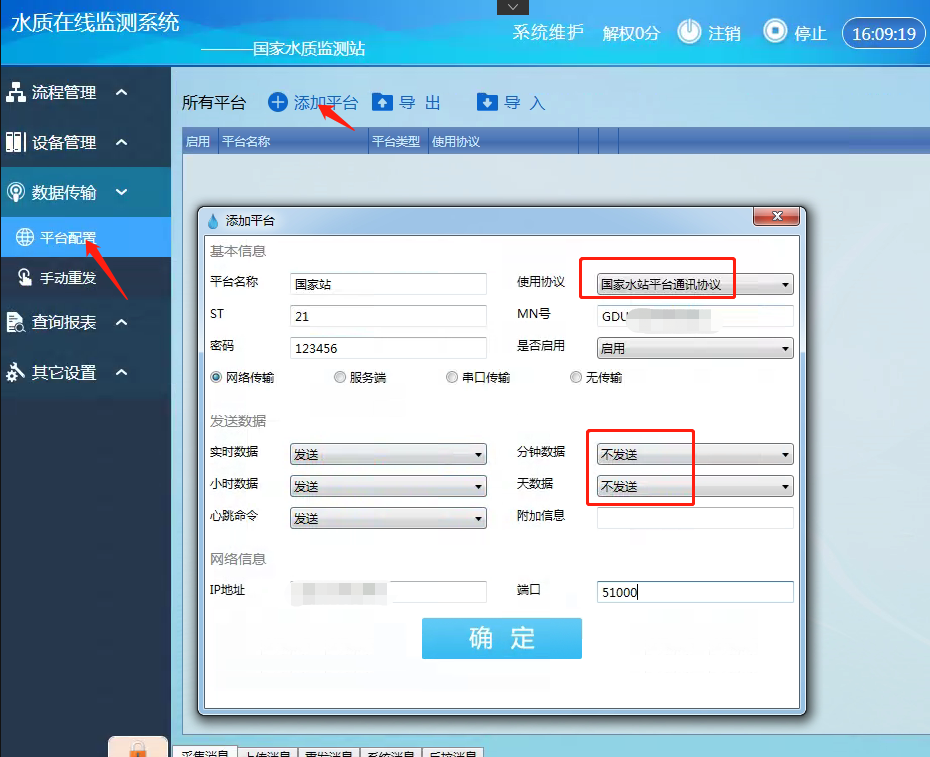 水质在线监测系统
———国家水质监测站
系统维护 解权0分 注销 停止 16:09:19
流程管理
设备管理
数据传输
平台配置
手动重发
查询报表
其它设置
所有平台 添加平台 导 出 导 入
启用 平台名称 平台类型 使用协议
添加平台
基本信息
平台名称 国家站 使用协议 国家水站平台通讯协议
ST 21 MN号 GDU
密码 123456 是否启用 启用
网络传输 服务端 串口传输 无传输
发送数据
实时数据 发送 分钟数据 不发送
小时数据 发送 天数据 不发送
心跳命令 发送 附加信息
网络信息
IP地址 端口 51000
确 定
采集消息 上传消息 重发消息 系统消息 反控消息